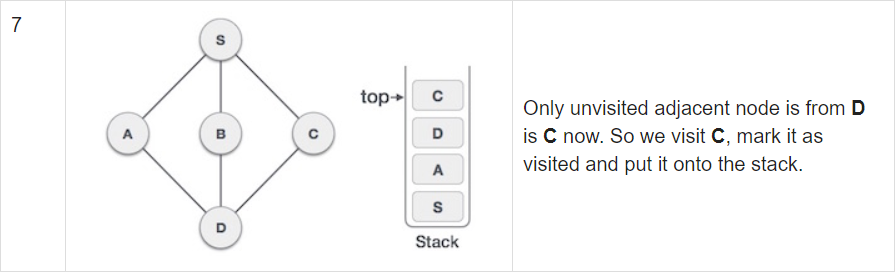 7
S
A
B
C
D
top
C
D
A
S
Stack
Only unvisited adjacent node is from D
is C now. So we visit C, mark it as
visited and put it onto the stack.